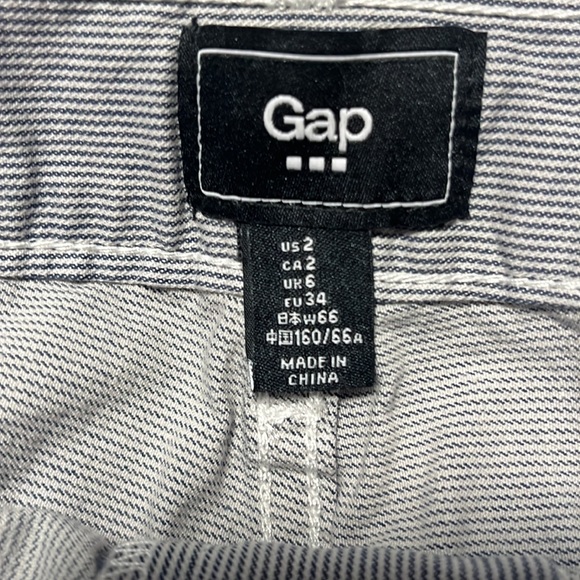 Gap
US 2
CA 2
UK 6
EU 34
日本 W66
中国 160/66A
MADE IN
CHINA